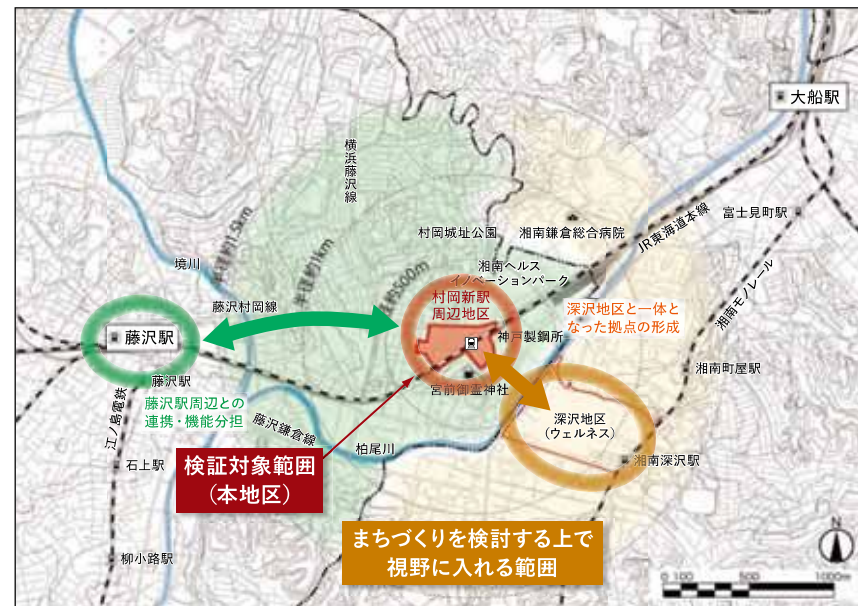 大船駅
横浜藤沢線
富士見町駅
村岡城址公園
湘南鎌倉総合病院
JR東海道本線
半径約1.5km
半径約1km
境川
湘南ヘルス
イノベーションパーク
藤沢村岡線
村岡新駅
周辺地区
深沢地区と一体と
なった拠点の形成
湘南モノレール
藤沢駅
神戸製鋼所
藤沢駅
宮前御霊神社
湘南町屋駅
江ノ島電鉄
藤沢駅周辺との
連携・機能分担
藤沢鎌倉線
深沢地区
(ウェルネス)
柏尾川
石上駅
検証対象範囲
(本地区)
湘南深沢駅
まちづくりを検討する上で
視野に入れる範囲
柳小路駅
N
0 100 500 1000m